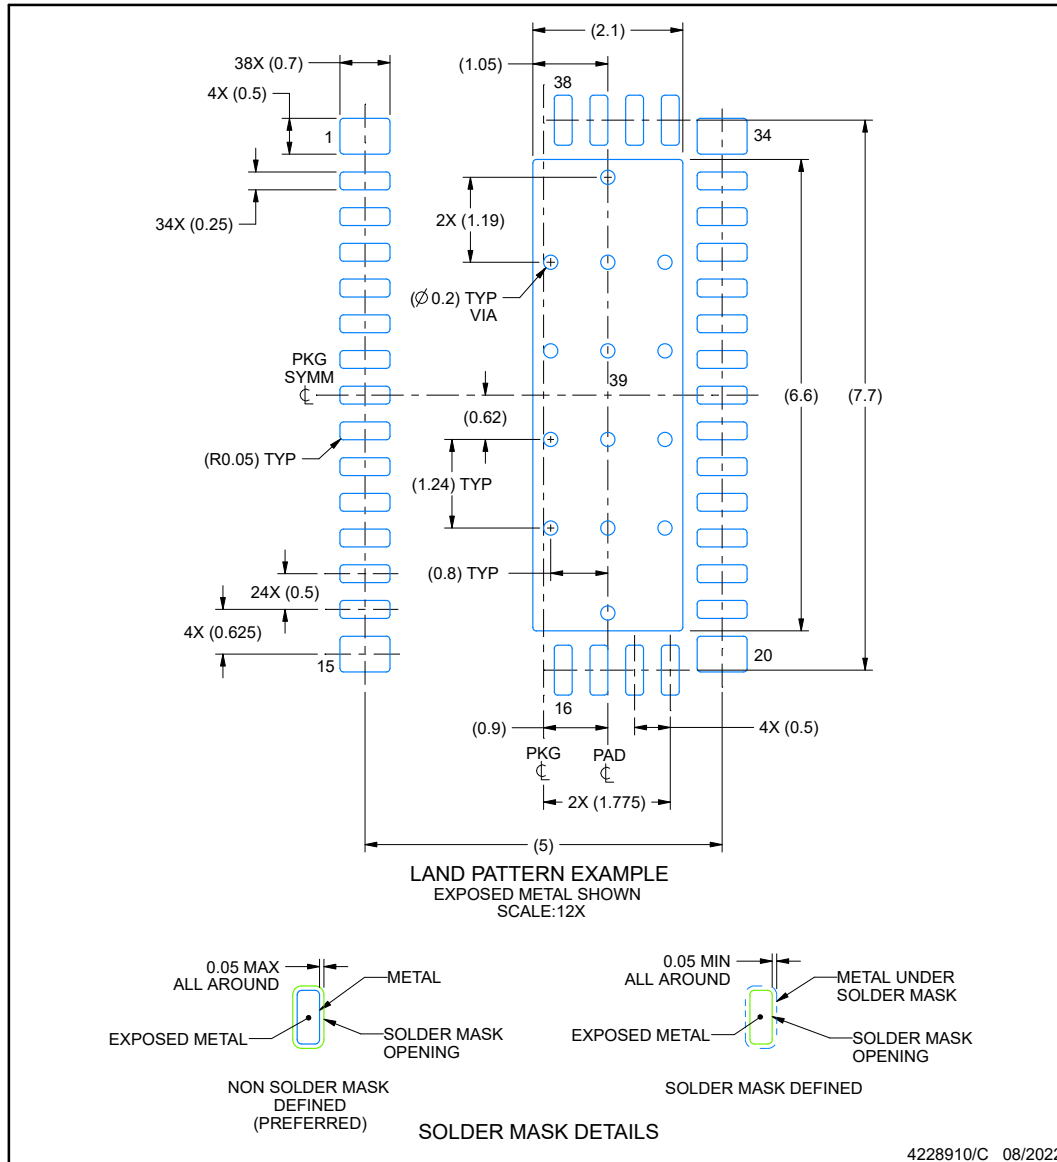 (2.1)
38X (0.7)
(1.05)
38
4X (0.5)
1
34
2X (1.19)
34X (0.25)
(Ø 0.2) TYP
VIA
PKG
SYMM
℄
39
(6.6)
(7.7)
(0.62)
(R0.05) TYP
(1.24) TYP
(0.8) TYP
24X (0.5)
4X (0.625)
15
20
16
(0.9)
4X (0.5)
PKG
℄
PAD
℄
2X (1.775)
(5)
LAND PATTERN EXAMPLE
EXPOSED METAL SHOWN
SCALE:12X
0.05 MAX
ALL AROUND
METAL
EXPOSED METAL
SOLDER MASK
OPENING
NON SOLDER MASK
DEFINED
(PREFERRED)
0.05 MIN
ALL AROUND
METAL UNDER
SOLDER MASK
EXPOSED METAL
SOLDER MASK
OPENING
SOLDER MASK DEFINED
SOLDER MASK DETAILS
4228910/C 08/2022